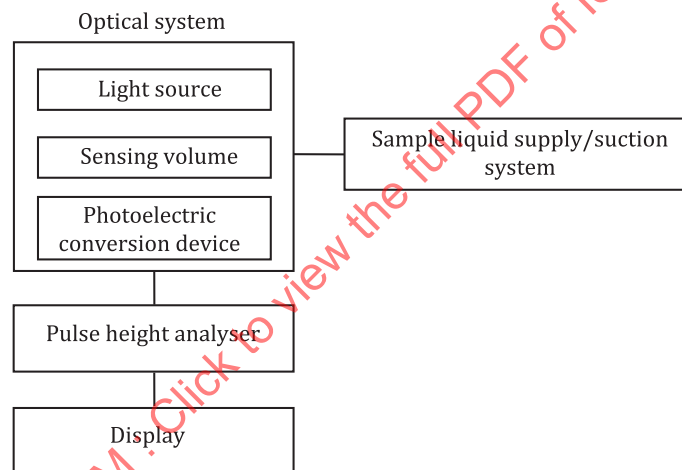 Optical system
Light source
Sensing volume
Photoelectric
conversion device
Sample liquid supply/suction
system
Pulse height analyser
Display
M : Click to view the full PDF of